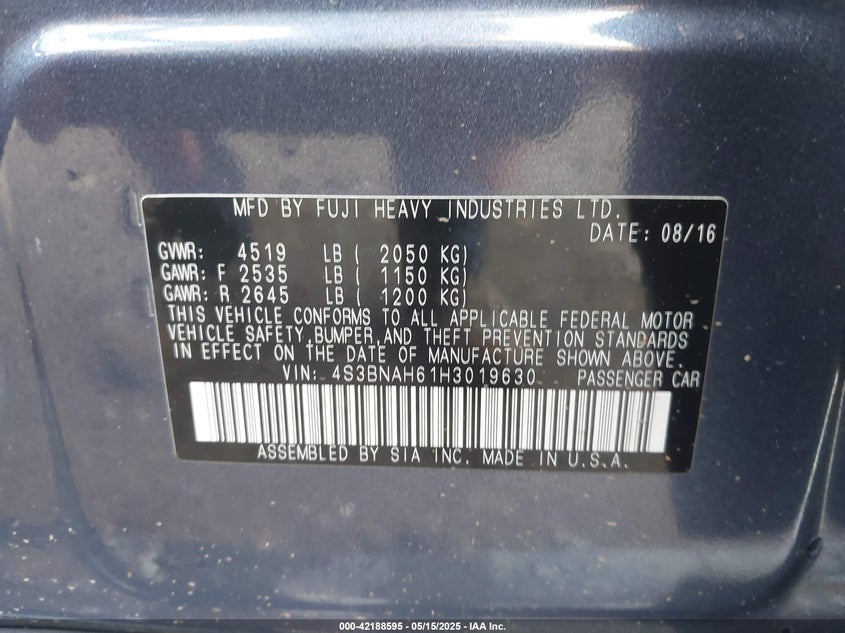 MFD BY FUJI HEAVY INDUSTRIES LTD.
DATE: 08/16
GVWR: 4519 LB ( 2050 KG)
GAWR: F 2535 LB ( 1150 KG)
GAWR: R 2645 LB ( 1200 KG)
THIS VEHICLE CONFORMS TO ALL APPLICABLE FEDERAL MOTOR
VEHICLE SAFETY,BUMPER,AND THEFT PREVENTION STANDARDS
IN EFFECT ON THE DATE OF MANUFACTURE SHOWN ABOVE.
VIN: 4S3BNAH61H3019630 PASSENGER CAR
ASSEMBLED BY SIA INC. MADE IN U.S.A.
000-42188595 - 05/15/2025 - IAA Inc.